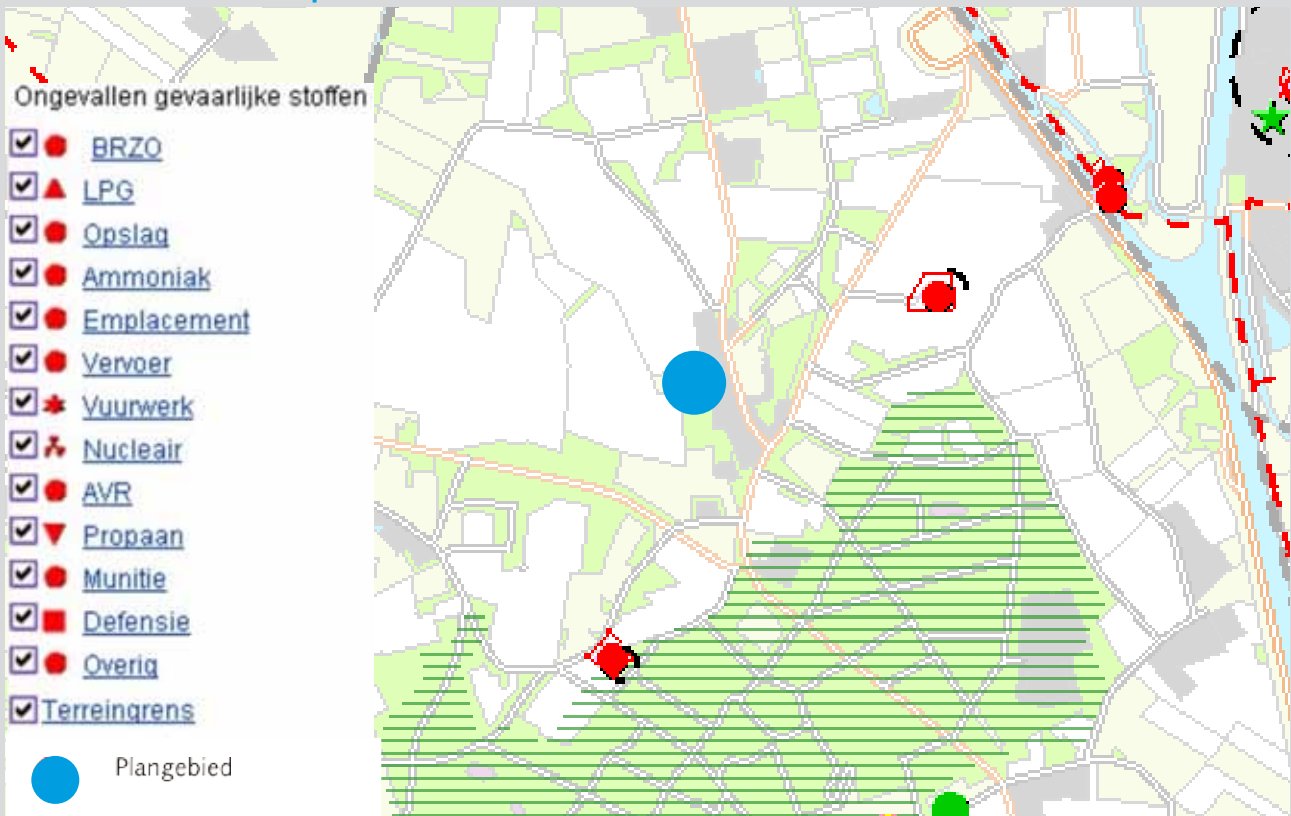 Ongevallen gevaarlijke stoffen
BRZO
LPG
Opslag
Ammoniak
Emplacement
Vervoer
Vuurwerk
Nucleair
AVR
Propaan
Munitie
Defensie
Overig
Terreingrens
Plangebied